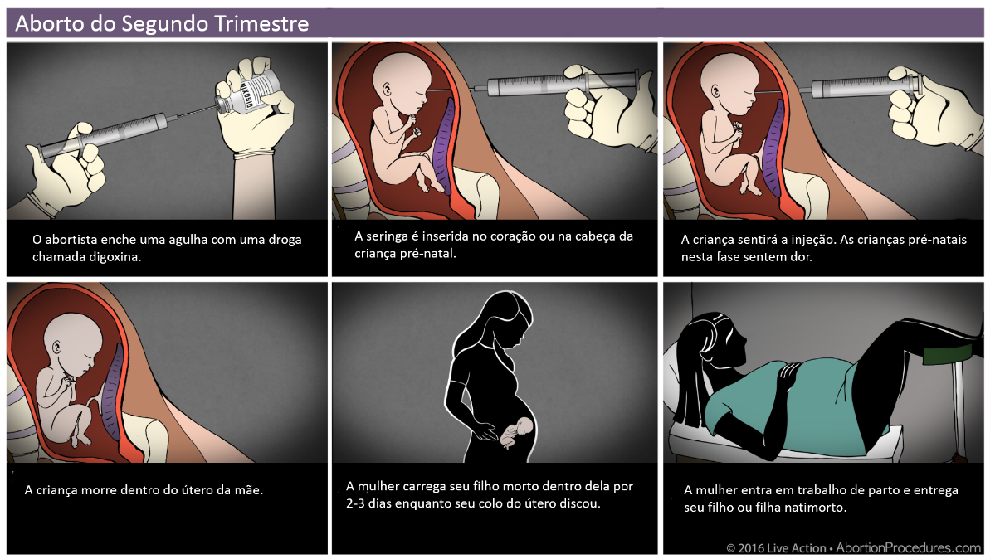 Aborto do Segundo Trimestre
DIGOXIN
O abortista enche uma agulha com uma droga
chamada digoxina.
A seringa é inserida no coração ou na cabeça da
criança pré-natal.
A criança sentirá a injeção. As crianças pré-natais
nesta fase sentem dor.
A criança morre dentro do útero da mãe.
A mulher carrega seu filho morto dentro dela por
2-3 dias enquanto seu colo do útero discou.
A mulher entra em trabalho de parto e entrega
seu filho ou filha natimorto.
© 2016 Live Action • AbortionProcedures.com